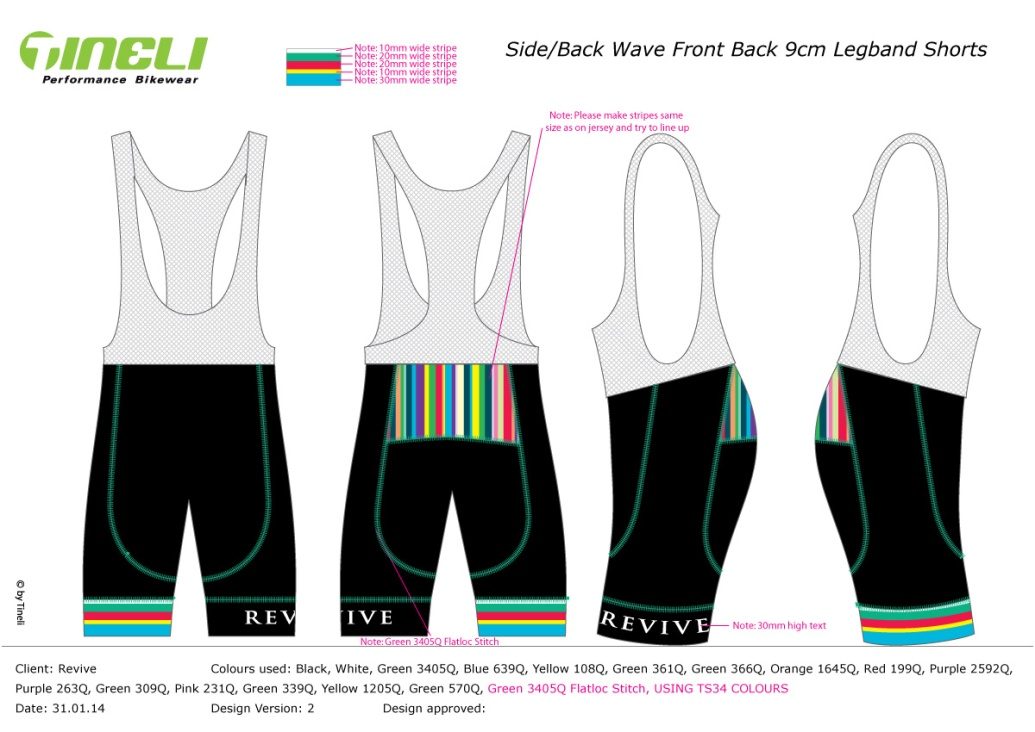 TINELI
Performance Bikewear
Note: 10mm wide stripe
Note: 20mm wide stripe
Note: 20mm wide stripe
Note: 10mm wide stripe
Note: 30mm wide stripe
Side/Back Wave Front Back 9cm Legband Shorts
Note: Please make stripes same
size as on jersey and try to line up
REV
IVE
REVIVE
Note: 30mm high text
Note: Green 3405Q Flatloc Stitch
© by Tineli
Client: Revive
Colours used: Black, White, Green 3405Q, Blue 639Q, Yellow 108Q, Green 361Q, Green 366Q, Orange 1645Q, Red 199Q, Purple 2592Q,
Purple 263Q, Green 309Q, Pink 231Q, Green 339Q, Yellow 1205Q, Green 570Q, Green 3405Q Flatloc Stitch, USING TS34 COLOURS
Date: 31.01.14
Design Version: 2
Design approved: